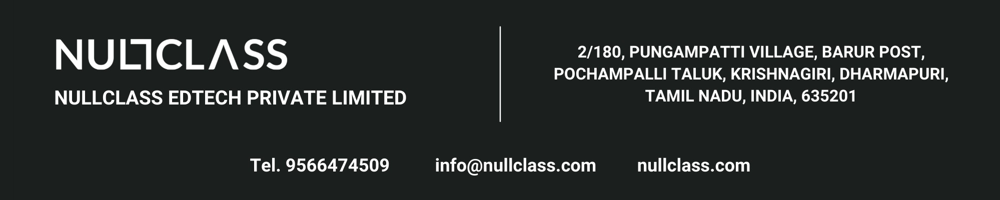 NULLCLASS
NULLCLASS EDTECH PRIVATE LIMITED
2/180, PUNGAMPATTI VILLAGE, BARUR POST,
POCHAMPALLI TALUK, KRISHNAGIRI, DHARMAPURI,
TAMIL NADU, INDIA, 635201
Tel. 9566474509 info@nullclass.com nullclass.com